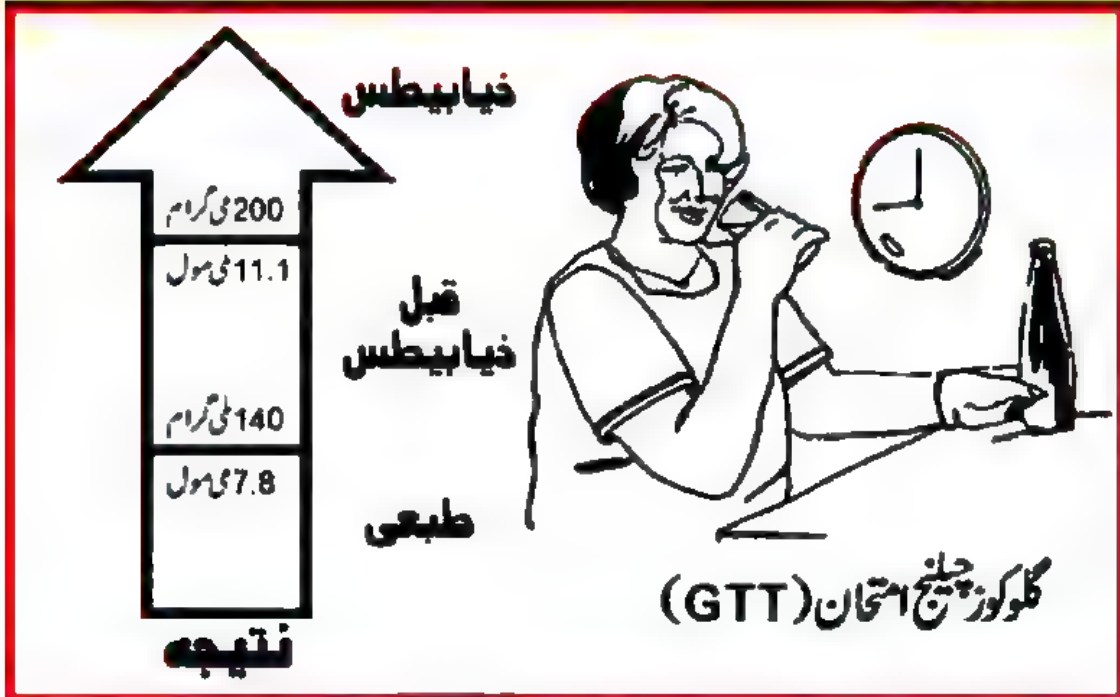 ذیابیطس
200 ملی گرام
11.1 ملی مول
قبل
ذیابیطس
140 ملی گرام
7.8 ملی مول
طبعی
نتیجه
گلوکوز چیلنج امتحان (GTT)